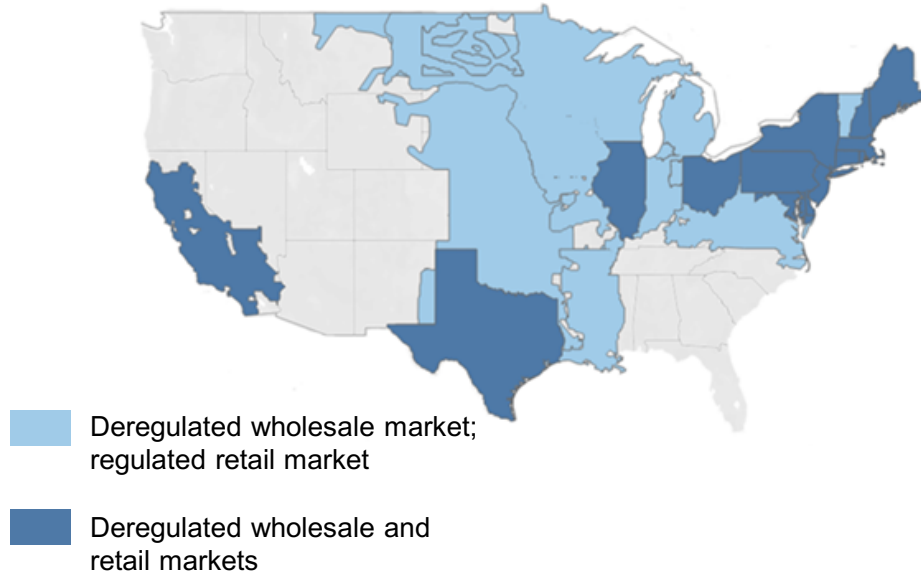 Deregulated wholesale market;
regulated retail market
Deregulated wholesale and
retail markets